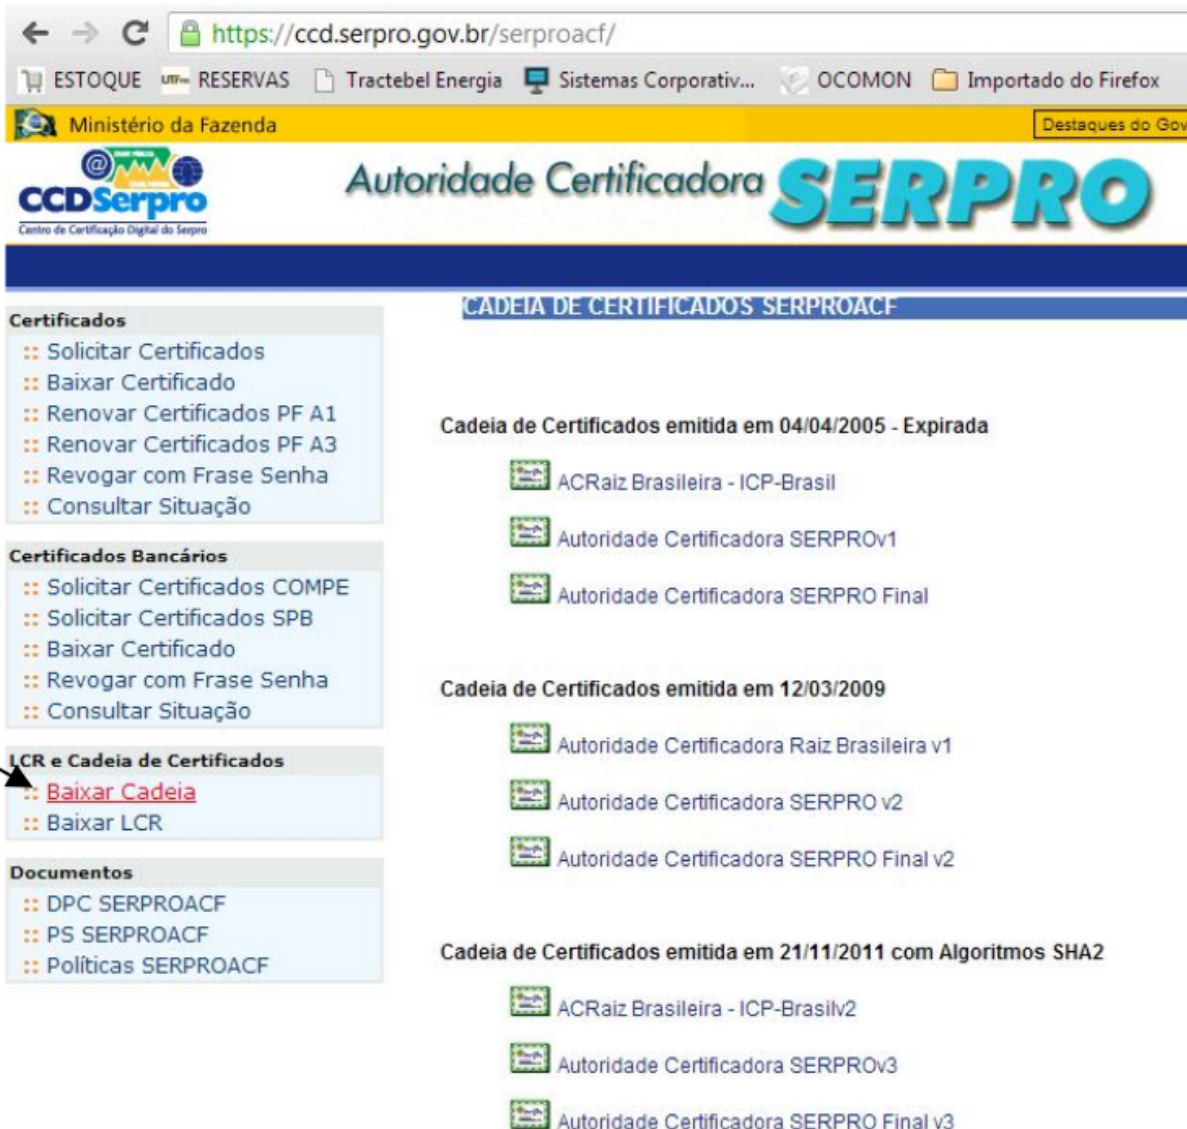 https://ccd.serpro.gov.br/serproacf/
ESTOQUE UTF RESERVAS Tractebel Energia Sistemas Corporativ... OCOMON Importado do Firefox
Ministério da Fazenda
Destaques do Gov
@
CCDSerpro
Centro de Certificação Digital do Serpro
Autoridade Certificadora SERPRO
CADEIA DE CERTIFICADOS SERPROACF
Certificados
:: Solicitar Certificados
:: Baixar Certificado
:: Renovar Certificados PF A1
:: Renovar Certificados PF A3
:: Revogar com Frase Senha
:: Consultar Situação
Certificados Bancários
:: Solicitar Certificados COMPE
:: Solicitar Certificados SPB
:: Baixar Certificado
:: Revogar com Frase Senha
:: Consultar Situação
LCR e Cadeia de Certificados
:: Baixar Cadeia
:: Baixar LCR
Documentos
:: DPC SERPROACF
:: PS SERPROACF
:: Políticas SERPROACF
Cadeia de Certificados emitida em 04/04/2005 - Expirada
ACRaiz Brasileira - ICP-Brasil
Autoridade Certificadora SERPROv1
Autoridade Certificadora SERPRO Final
Cadeia de Certificados emitida em 12/03/2009
Autoridade Certificadora Raiz Brasileira v1
Autoridade Certificadora SERPRO v2
Autoridade Certificadora SERPRO Final v2
Cadeia de Certificados emitida em 21/11/2011 com Algoritmos SHA2
ACRaiz Brasileira - ICP-Brasilv2
Autoridade Certificadora SERPROv3
Autoridade Certificadora SERPRO Final v3